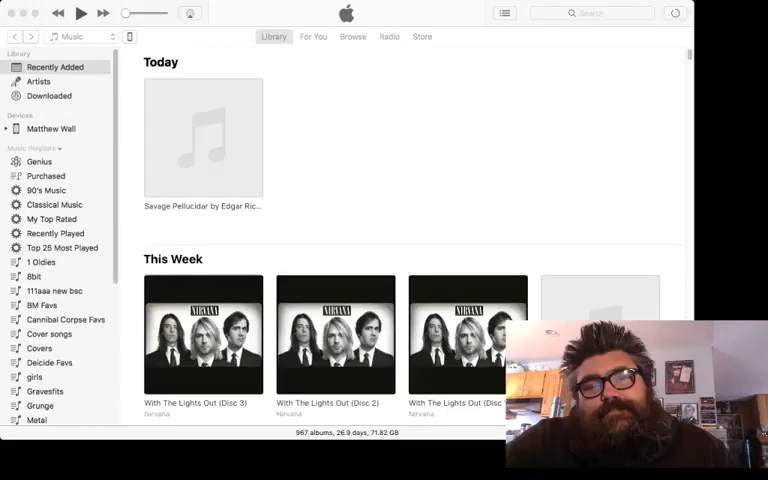 Search
Music
Library
For You
Browse
Radio
Store
Library
Recently Added
Artists
Downloaded
Devices
Matthew Wall
Music Playlists
Genius
Purchased
90's Music
Classical Music
My Top Rated
Recently Played
Top 25 Most Played
1 Oldies
8bit
111aaa new bsc
BM Favs
Cannibal Corpse Favs
Cover songs
Covers
Deicide Favs
girls
Gravesfits
Grunge
Metal
Today
Savage Pellucidar by Edgar Ric...
This Week
NIRVANA
NIRVANA
NIRVANA
With The Lights Out (Disc 3)
Nirvana
With The Lights Out (Disc 2)
Nirvana
With The Lights Out (Disc
Nirvana
967 albums, 26.9 days, 71.82 GB